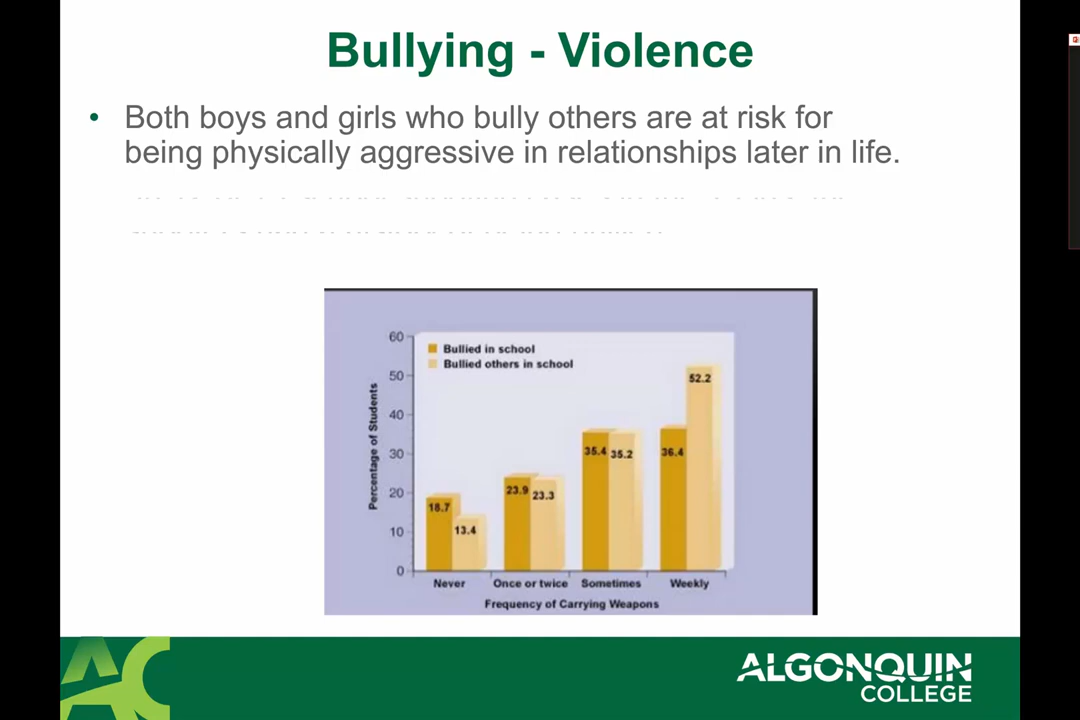 Bullying - Violence
• Both boys and girls who bully others are at risk for
being physically aggressive in relationships later in life.
60
50
40
30
20
10
0
Percentage of Students
Bullied in school
Bullied others in school
18.7
13.4
23.9
23.3
35.4
35.2
36.4
52.2
Never
Once or twice
Sometimes
Weekly
Frequency of Carrying Weapons
AC
ALGONQUIN
COLLEGE